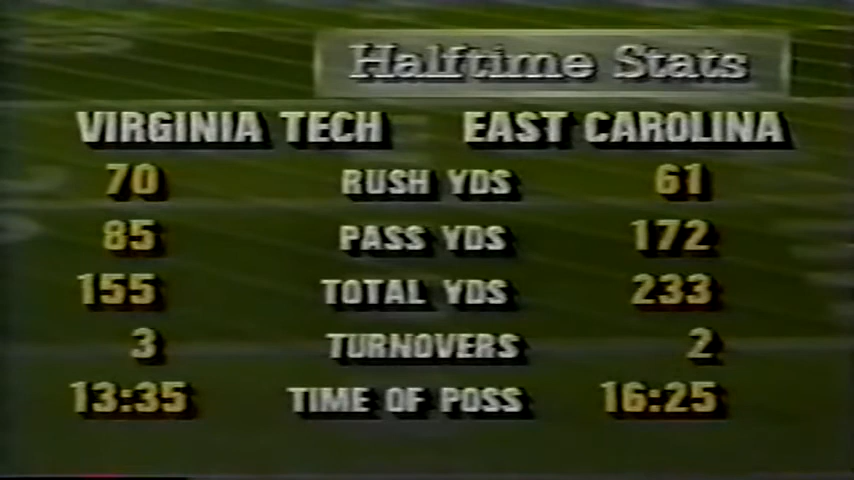 Halftime Stats
VIRGINIA TECH EAST CAROLINA
70 RUSH YDS 61
85 PASS YDS 172
155 TOTAL YDS 233
3 TURNOVERS 2
13:35 TIME OF POSS 16:25